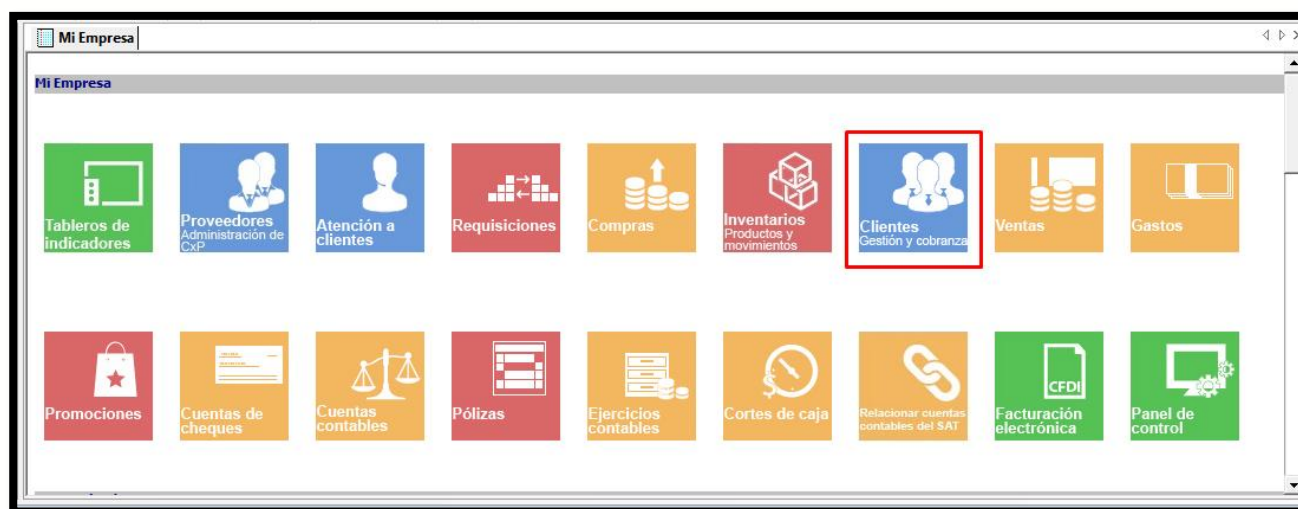 Mi Empresa
Mi Empresa
Tableros de
indicadores
Proveedores
Administración de
CxP
Atención a
clientes
Requisiciones
Compras
Inventarios
Productos y
movimientos
Clientes
Gestión y cobranza
Ventas
Gastos
Promociones
Cuentas de
cheques
Cuentas
contables
Pólizas
Ejercicios
contables
Cortes de caja
Relacionar cuentas
contables del SAT
CFDI
Facturación
electrónica
Panel de
control